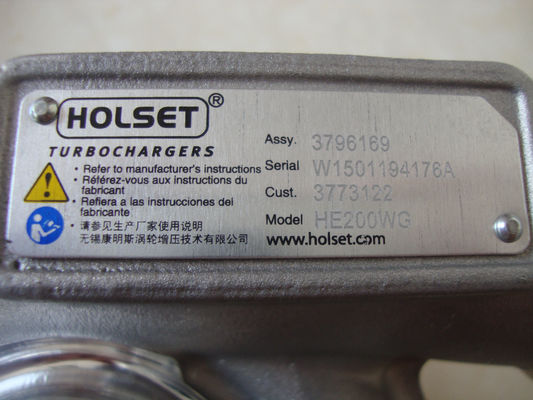 HOLSET®
TURBOCHARGERS
• Refer to manufacturer's instructions
• Référez-vous aux instructions du
fabricant
• Refiera a las instrucciones del
fabricante
• 请参见生产厂家使用说明
无锡康明斯涡轮增压技术有限公司
Assy. 3796169
Serial W1501194176A
Cust. 3773122
Model HE200WG
www.holset.com